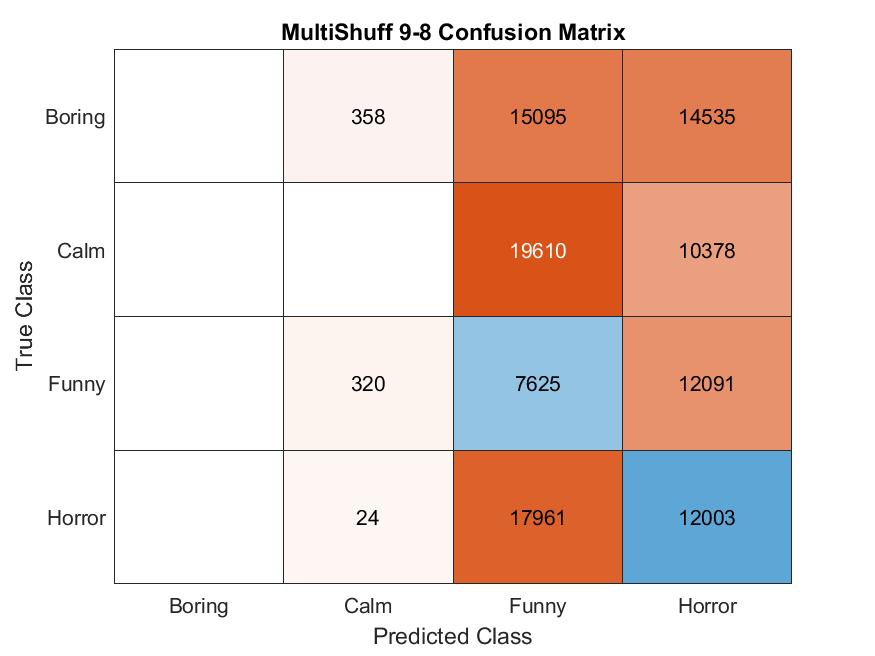 MultiShuff 9-8 Confusion Matrix
Boring 358 15095 14535
Calm 19610 10378
Funny 320 7625 12091
Horror 24 17961 12003
True Class
Boring Calm Funny Horror
Predicted Class